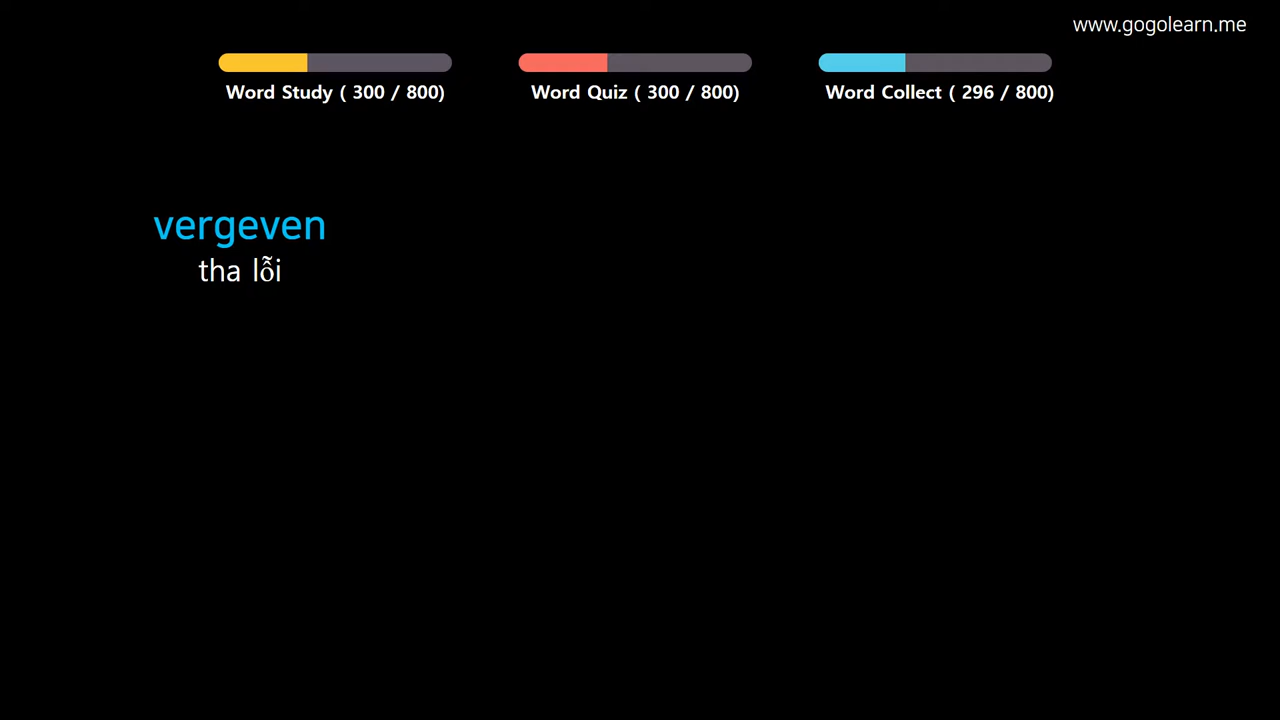 www.gogolearn.me
Word Study ( 300 / 800)
Word Quiz ( 300 / 800)
Word Collect ( 296 / 800)
vergeven
tha lỗi